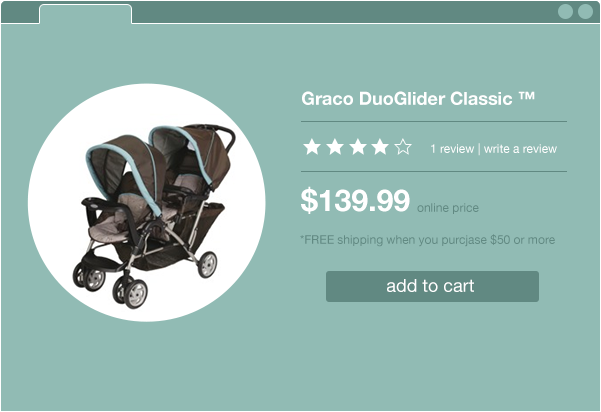 Graco DuoGlider Classic ™
1 review | write a review
$139.99 online price
*FREE shipping when you purcjase $50 or more
add to cart